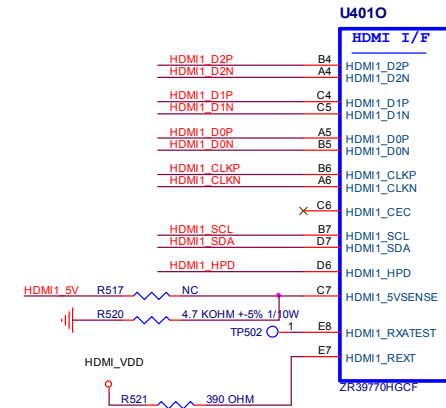 U401O
HDMI I/F
HDMI1_D2P B4 HDMI1_D2P
HDMI1_D2N A4 HDMI1_D2N
HDMI1_D1P C4 HDMI1_D1P
HDMI1_D1N C5 HDMI1_D1N
HDMI1_D0P A5 HDMI1_D0P
HDMI1_D0N B5 HDMI1_D0N
HDMI1_CLKP B6 HDMI1_CLKP
HDMI1_CLKN A6 HDMI1_CLKN
C6 HDMI1_CEC
HDMI1_SCL B7 HDMI1_SCL
HDMI1_SDA D7 HDMI1_SDA
HDMI1_HPD D6 HDMI1_HPD
HDMI1_5V R517 NC C7 HDMI1_5VSENSE
R520 4.7 KOHM +-5% 1/10W
TP502 1 E8 HDMI1_RXATEST
E7 HDMI1_REXT
HDMI_VDD
ZR39770HGCF
R521 390 OHM